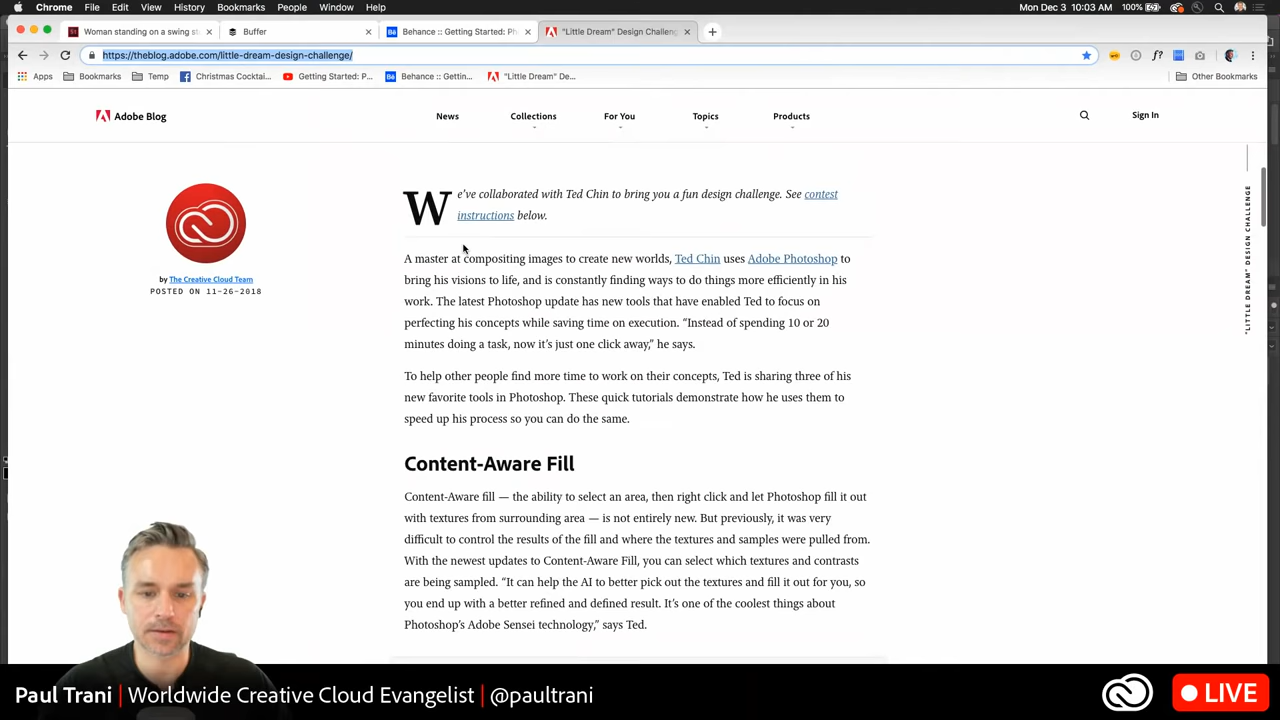 Chrome File Edit View History Bookmarks People Window Help
100% Mon Dec 3 10:03 AM
Woman standing on a swing s
Buffer
Behance :: Getting Started: Ph
"Little Dream" Design Challeng
https://theblog.adobe.com/little-dream-design-challenge/
Apps Bookmarks Temp Christmas Cocktai... Getting Started: P... Behance :: Gettin... "Little Dream" De... Other Bookmarks
Adobe Blog News Collections For You Topics Products Sign In
We've collaborated with Ted Chin to bring you a fun design challenge. See contest
instructions below.
by The Creative Cloud Team
POSTED ON 11-26-2018
A master at compositing images to create new worlds, Ted Chin uses Adobe Photoshop to
bring his visions to life, and is constantly finding ways to do things more efficiently in his
work. The latest Photoshop update has new tools that have enabled Ted to focus on
perfecting his concepts while saving time on execution. “Instead of spending 10 or 20
minutes doing a task, now it’s just one click away,” he says.
To help other people find more time to work on their concepts, Ted is sharing three of his
new favorite tools in Photoshop. These quick tutorials demonstrate how he uses them to
speed up his process so you can do the same.
Content-Aware Fill
Content-Aware fill — the ability to select an area, then right click and let Photoshop fill it out
with textures from surrounding area — is not entirely new. But previously, it was very
difficult to control the results of the fill and where the textures and samples were pulled from.
With the newest updates to Content-Aware Fill, you can select which textures and contrasts
are being sampled. “It can help the AI to better pick out the textures and fill it out for you, so
you end up with a better refined and defined result. It’s one of the coolest things about
Photoshop’s Adobe Sensei technology,” says Ted.
"LITTLE DREAM" DESIGN CHALLENGE
Paul Trani | Worldwide Creative Cloud Evangelist | @paultrani
LIVE